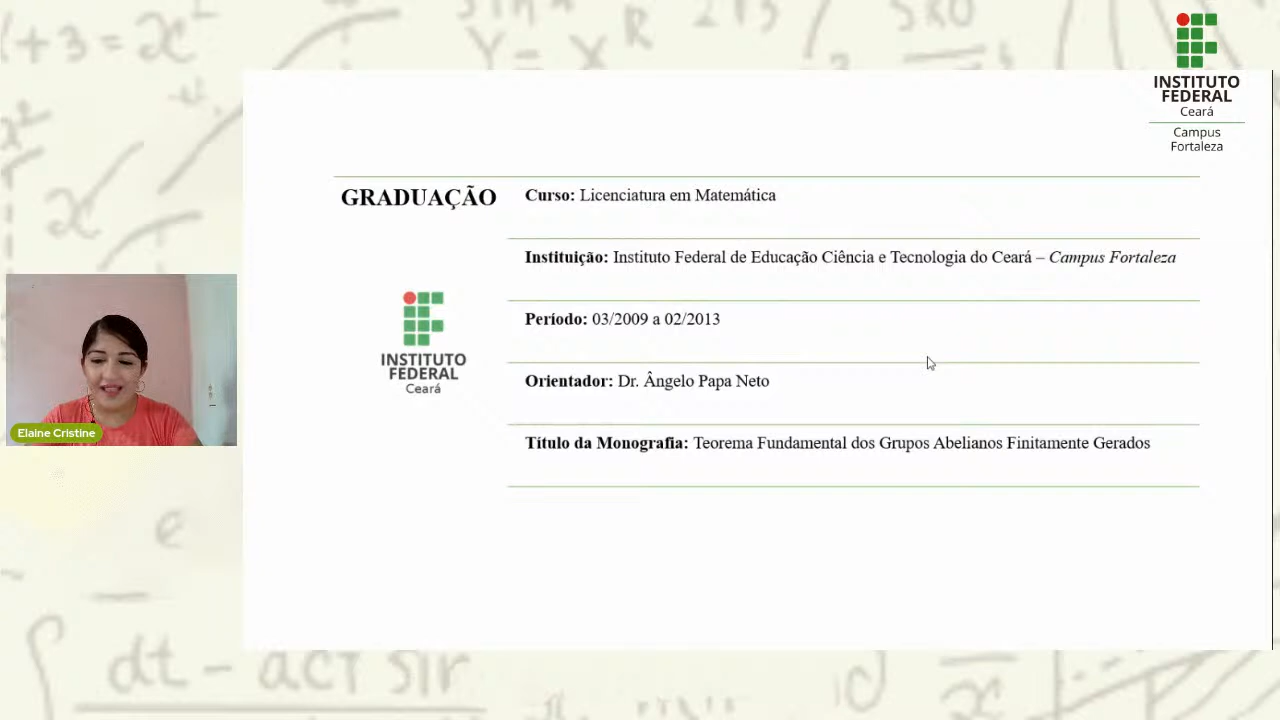 INSTITUTO
FEDERAL
Ceará
Campus
Fortaleza
GRADUAÇÃO
Curso: Licenciatura em Matemática
Instituição: Instituto Federal de Educação Ciência e Tecnologia do Ceará – Campus Fortaleza
Período: 03/2009 a 02/2013
INSTITUTO
FEDERAL
Ceará
Orientador: Dr. Ângelo Papa Neto
Título da Monografia: Teorema Fundamental dos Grupos Abelianos Finitamente Gerados
Elaine Cristine